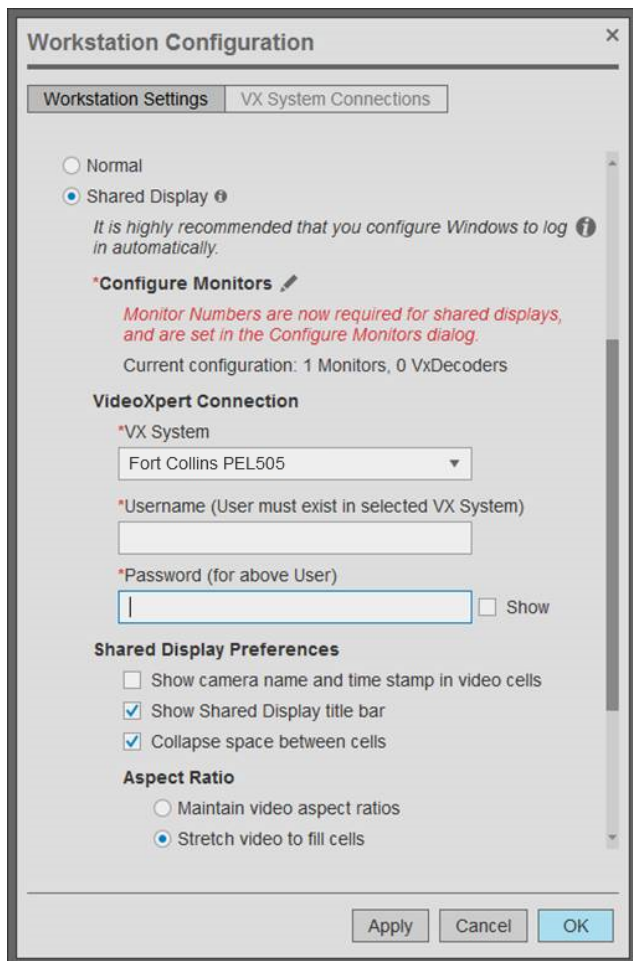 Workstation Configuration
Workstation Settings
VX System Connections
Normal
Shared Display
It is highly recommended that you configure Windows to log
in automatically.
*Configure Monitors
Monitor Numbers are now required for shared displays,
and are set in the Configure Monitors dialog.
Current configuration: 1 Monitors, 0 VxDecoders
VideoXpert Connection
*VX System
Fort Collins PEL505
*Username (User must exist in selected VX System)
*Password (for above User)
Show
Shared Display Preferences
Show camera name and time stamp in video cells
Show Shared Display title bar
Collapse space between cells
Aspect Ratio
Maintain video aspect ratios
Stretch video to fill cells
Apply
Cancel
OK